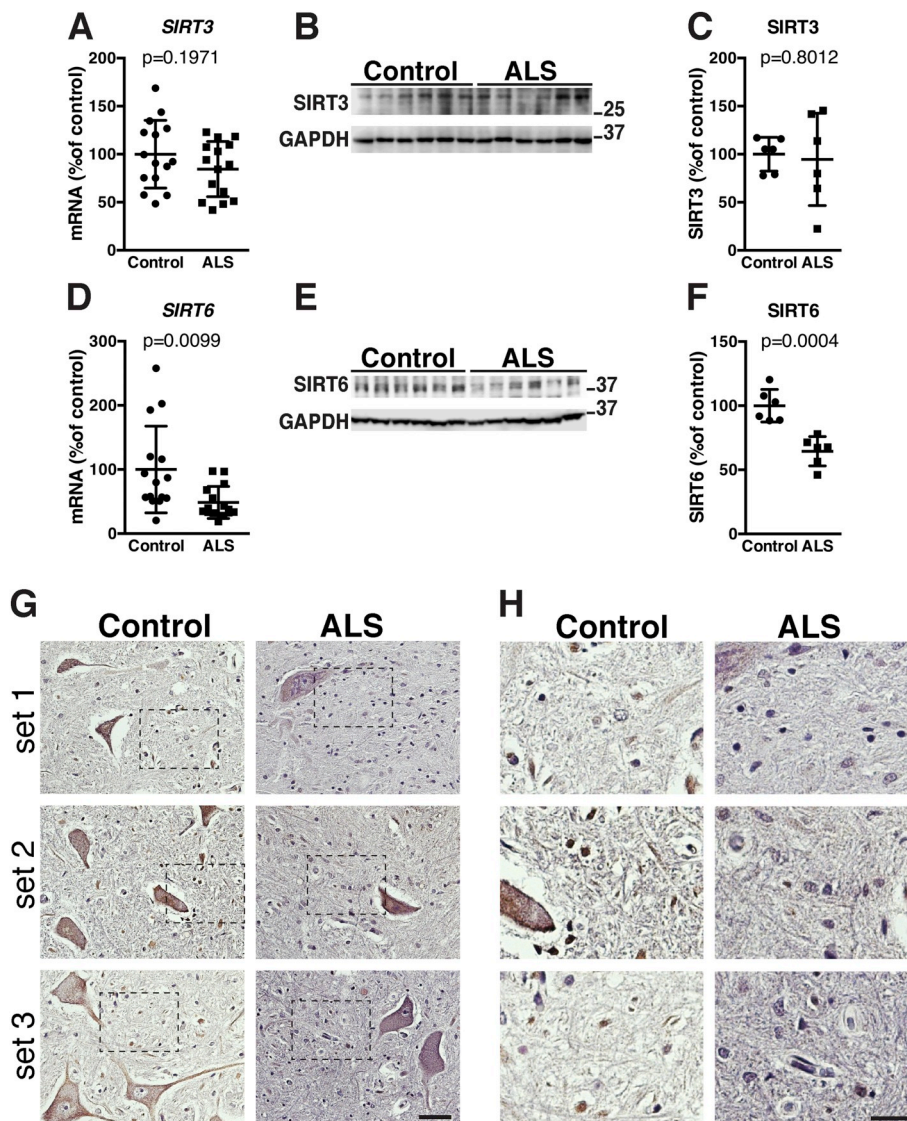 A
SIRT3
p=0.1971
mRNA (%of control)
200
150
100
50
0
Control
ALS
B
Control
ALS
SIRT3
25
GAPDH
37
C
SIRT3
p=0.8012
SIRT3 (%of control)
200
150
100
50
0
Control
ALS
D
SIRT6
p=0.0099
mRNA (%of control)
300
200
100
0
Control
ALS
E
Control
ALS
SIRT6
37
37
GAPDH
F
SIRT6
p=0.0004
SIRT6 (%of control)
150
100
50
0
Control
ALS
G
Control
ALS
set 1
set 2
set 3
H
Control
ALS